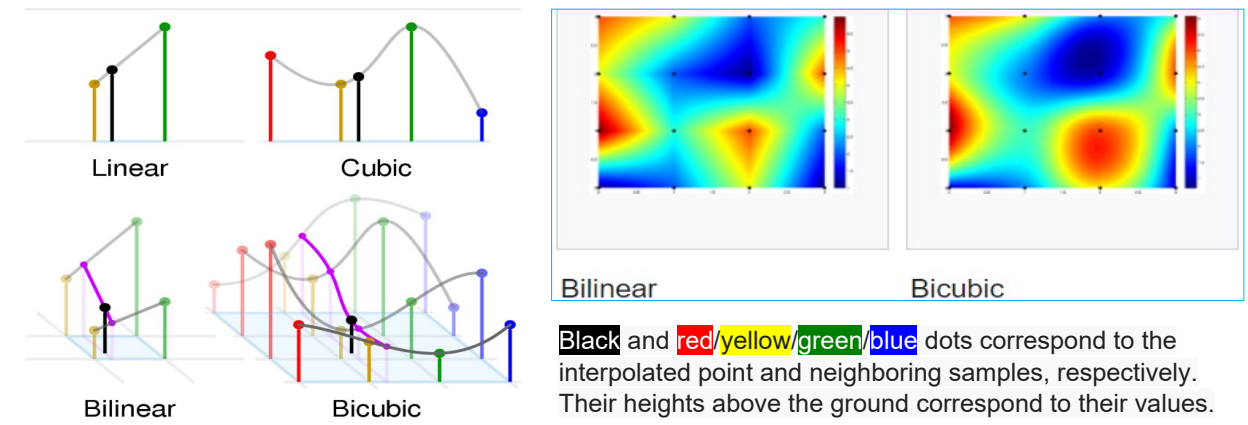 Linear
Cubic
Bilinear
Bicubic
Bilinear
Bicubic
Black and red/yellow/green/blue dots correspond to the
interpolated point and neighboring samples, respectively.
Their heights above the ground correspond to their values.